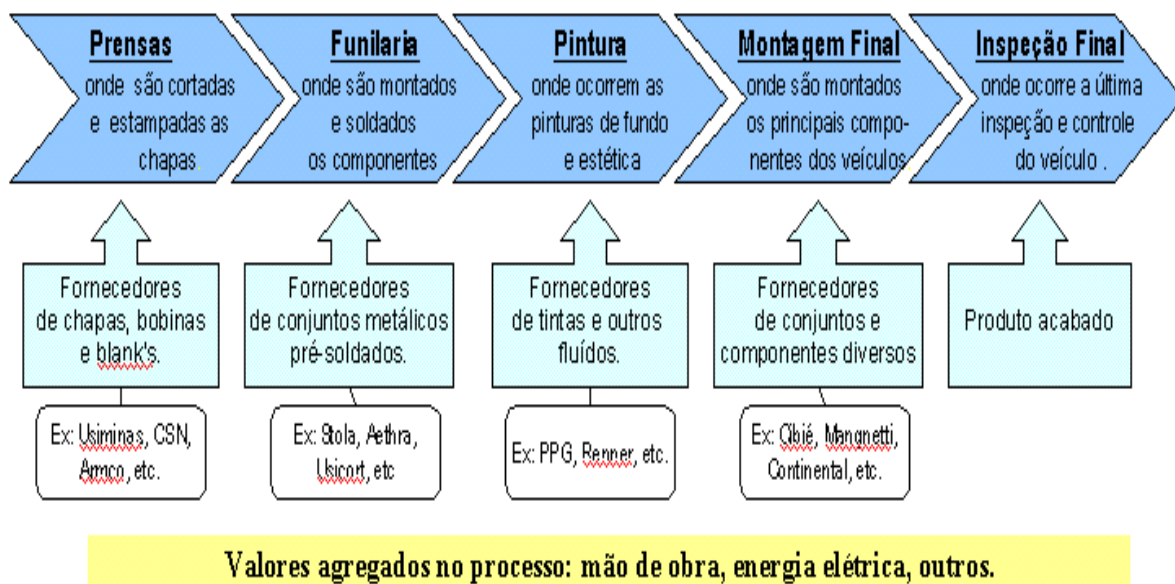 Prensas
onde são cortadas
e estampadas as
chapas.
Funilaria
onde são montados
e soldados
os componentes
Pintura
onde ocorrem as
pinturas de fundo
e estética
Montagem Final
onde são montados
os principais compo-
nentes dos veículos
Inspeção Final
onde ocorre a última
inspeção e controle
do veículo .
Fornecedores
de chapas, bobinas
e blank's.
Fornecedores
de conjuntos metálicos
pré-soldados.
Fornecedores
de tintas e outros
fluídos.
Fornecedores
de conjuntos e
componentes diversos
Produto acabado
Ex: Usiminas, CSN,
Armco, etc.
Ex: Stola, Aethra,
Usicort, etc
Ex: PPG, Renner, etc.
Ex: Cibié, Mangnetti,
Continental, etc.
Valores agregados no processo: mão de obra, energia elétrica, outros.